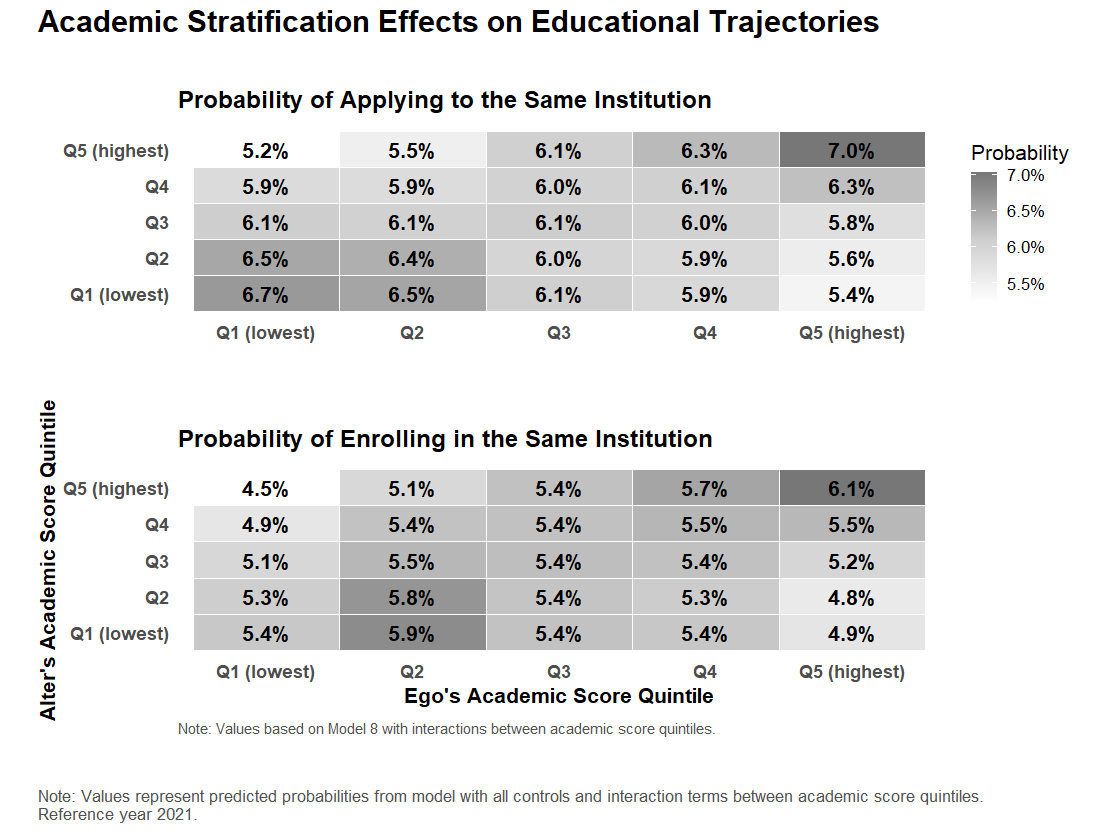 Academic Stratification Effects on Educational Trajectories
Probability of Applying to the Same Institution
Q5 (highest) 5.2% 5.5% 6.1% 6.3% 7.0%
Q4 5.9% 5.9% 6.0% 6.1% 6.3%
Q3 6.1% 6.1% 6.1% 6.0% 5.8%
Q2 6.5% 6.4% 6.0% 5.9% 5.6%
Q1 (lowest) 6.7% 6.5% 6.1% 5.9% 5.4%
Q1 (lowest) Q2 Q3 Q4 Q5 (highest)
Probability
7.0%
6.5%
6.0%
5.5%
Alter's Academic Score Quintile
Probability of Enrolling in the Same Institution
Q5 (highest) 4.5% 5.1% 5.4% 5.7% 6.1%
Q4 4.9% 5.4% 5.4% 5.5% 5.5%
Q3 5.1% 5.5% 5.4% 5.4% 5.2%
Q2 5.3% 5.8% 5.4% 5.3% 4.8%
Q1 (lowest) 5.4% 5.9% 5.4% 5.4% 4.9%
Q1 (lowest) Q2 Q3 Q4 Q5 (highest)
Ego's Academic Score Quintile
Note: Values based on Model 8 with interactions between academic score quintiles.
Note: Values represent predicted probabilities from model with all controls and interaction terms between academic score quintiles.
Reference year 2021.